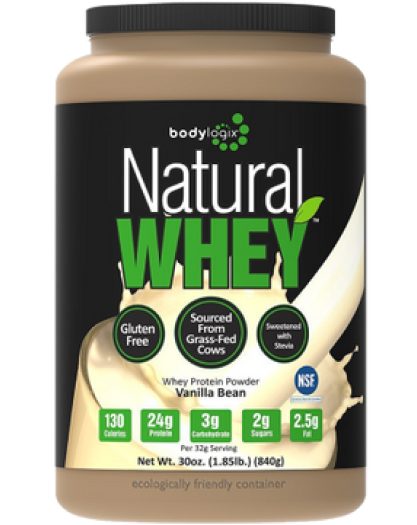 bodylogix
Natural
WHEY
™
Gluten
Free
Sourced
From
Grass-Fed
Cows
Sweetened
with
Stevia
Whey Protein Powder
Vanilla Bean
NSF
130
Calories
24g
Protein
3g
Carbohydrate
2g
Sugars
2.5g
Fat
Per 32g Serving
Net Wt. 30oz. (1.85lb.) (840g)
ecologically friendly container